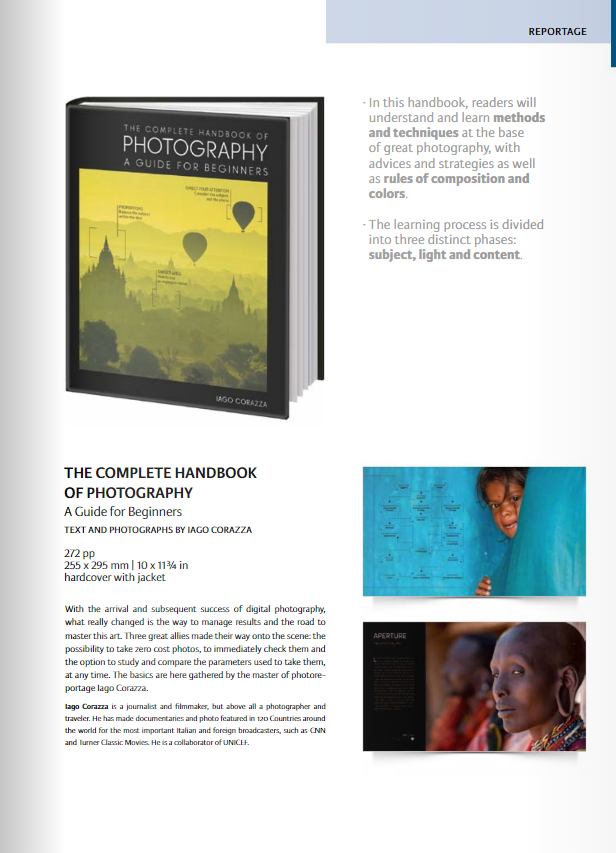 REPORTAGE
THE COMPLETE HANDBOOK OF
PHOTOGRAPHY
A GUIDE FOR BEGINNERS
IAGO CORAZZA
· In this handbook, readers will
understand and learn methods
and techniques at the base
of great photography, with
advices and strategies as well
as rules of composition and
colors.
· The learning process is divided
into three distinct phases:
subject, light and content.
THE COMPLETE HANDBOOK
OF PHOTOGRAPHY
A Guide for Beginners
TEXT AND PHOTOGRAPHS BY IAGO CORAZZA
272 pp
255 x 295 mm | 10 x 11¾ in
hardcover with jacket
With the arrival and subsequent success of digital photography,
what really changed is the way to manage results and the road to
master this art. Three great allies made their way onto the scene: the
possibility to take zero cost photos, to immediately check them and
the option to study and compare the parameters used to take them,
at any time. The basics are here gathered by the master of photore-
portage Iago Corazza.
Iago Corazza is a journalist and filmmaker, but above all a photographer and
traveler. He has made documentaries and photo featured in 120 Countries around
the world for the most important Italian and foreign broadcasters, such as CNN
and Turner Classic Movies. He is a collaborator of UNICEF.
APERTURE